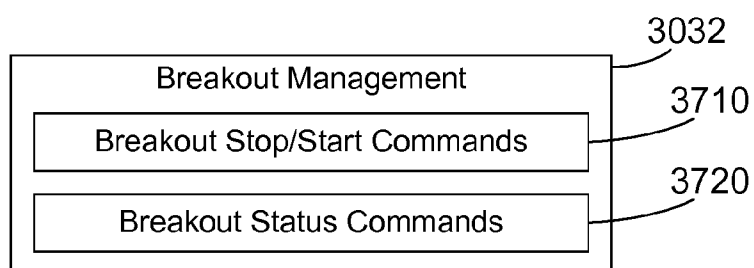 3032
Breakout Management
3710
Breakout Stop/Start Commands
3720
Breakout Status Commands